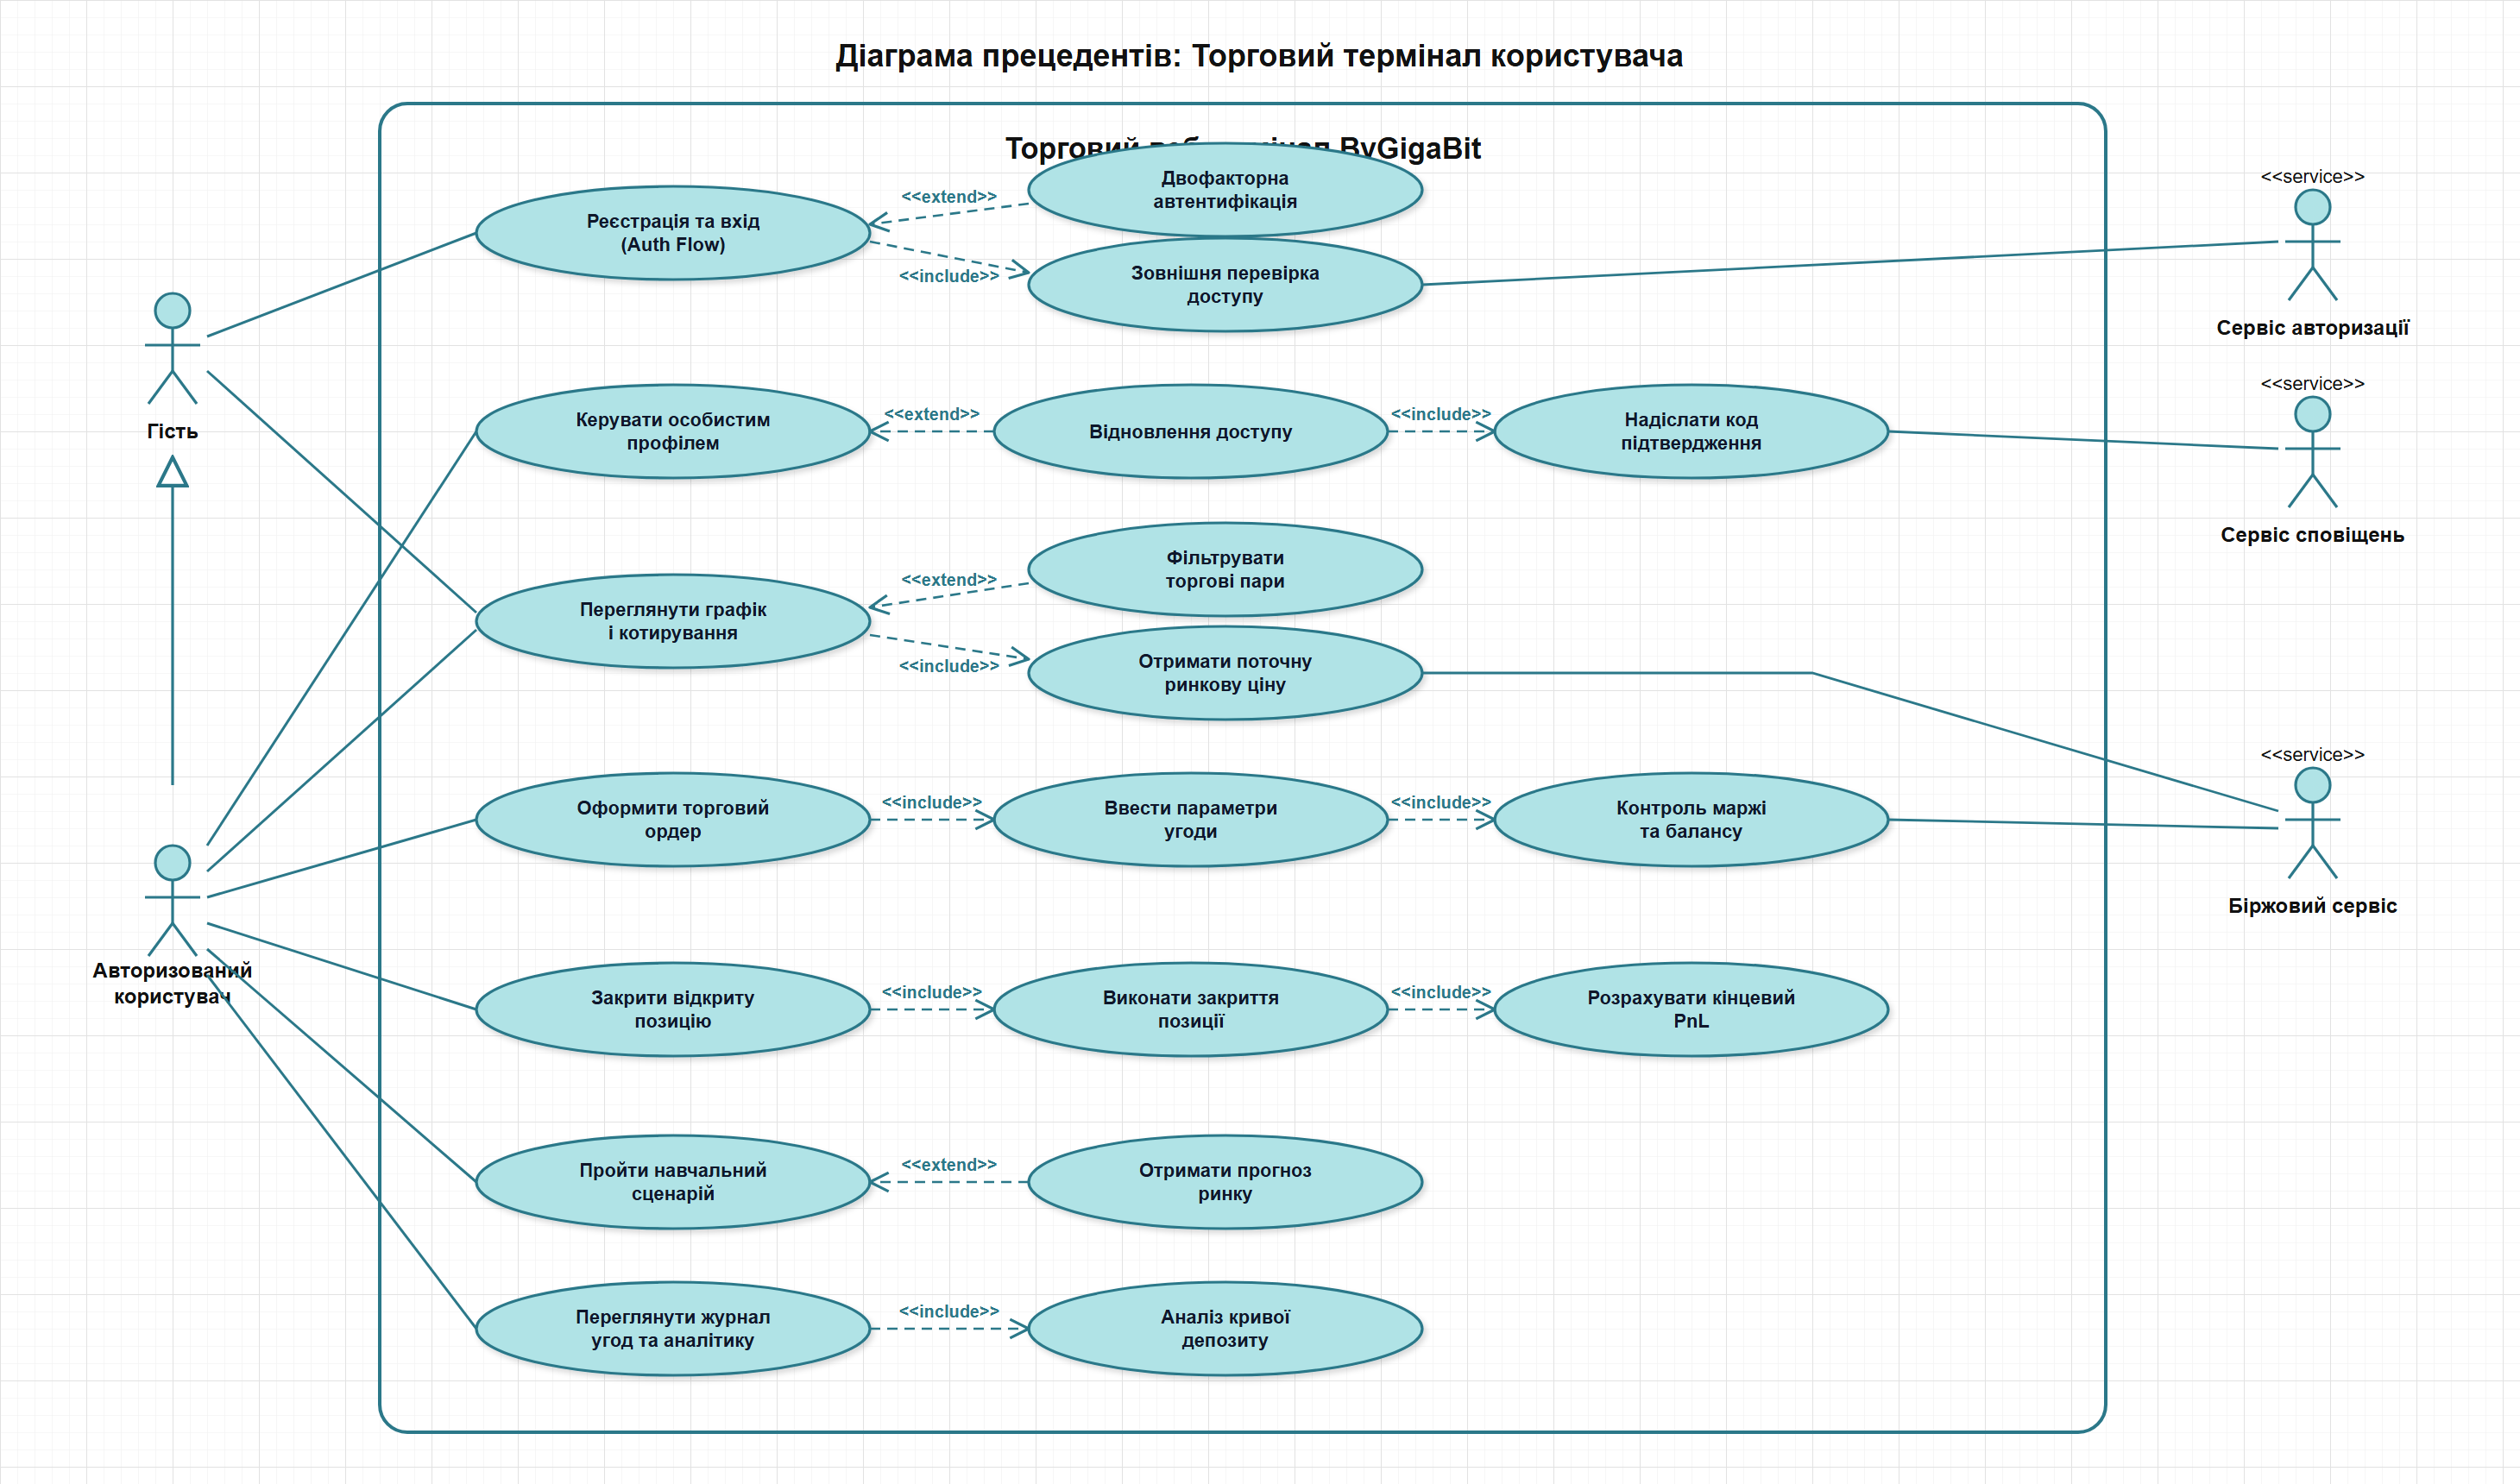 Діаграма прецедентів: Торговий термінал користувача
Торговий ByGigaBit
<<service>>
Двофакторна
автентифікація
<<extend>>
Реєстрація та вхід
(Auth Flow)
<<include>>
Зовнішня перевірка
доступу
Сервіс авторизації
<<service>>
Гість
Керувати особистим
профілем
<<extend>>
Відновлення доступу
<<include>>
Надіслати код
підтвердження
Сервіс сповіщень
Фільтрувати
торгові пари
<<extend>>
Переглянути графік
і котирування
<<include>>
Отримати поточну
ринкову ціну
<<service>>
Оформити торговий
ордер
<<include>>
Ввести параметри
угоди
<<include>>
Контроль маржі
та балансу
Біржовий сервіс
Авторизований
користувач
Закрити відкриту
позицію
<<include>>
Виконати закриття
позиції
<<include>>
Розрахувати кінцевий
PnL
Пройти навчальний
сценарій
<<extend>>
Отримати прогноз
ринку
Переглянути журнал
угод та аналітику
<<include>>
Аналіз кривої
депозиту